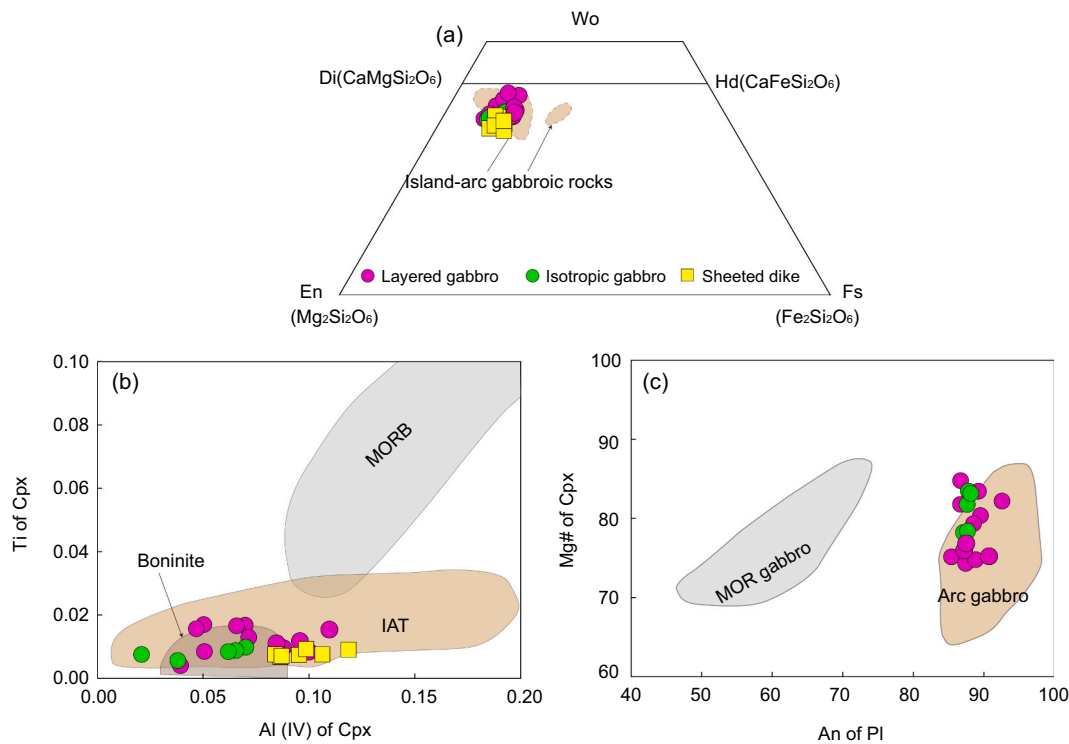 Wo
(a)
Di(CaMgSi₂O₆)
Hd(CaFeSi₂O₆)
Island-arc gabbroic rocks
Layered gabbro
Isotropic gabbro
Sheeted dike
En
Fs
(Mg₂Si₂O₆)
(Fe₂Si₂O₆)
(b)
0.10
0.08
0.06
0.04
0.02
0.00
Ti of Cpx
MORB
Boninite
IAT
0.00 0.05 0.10 0.15 0.20
Al (IV) of Cpx
(c)
100
90
80
70
60
Mg# of Cpx
MOR gabbro
Arc gabbro
40 50 60 70 80 90 100
An of Pl